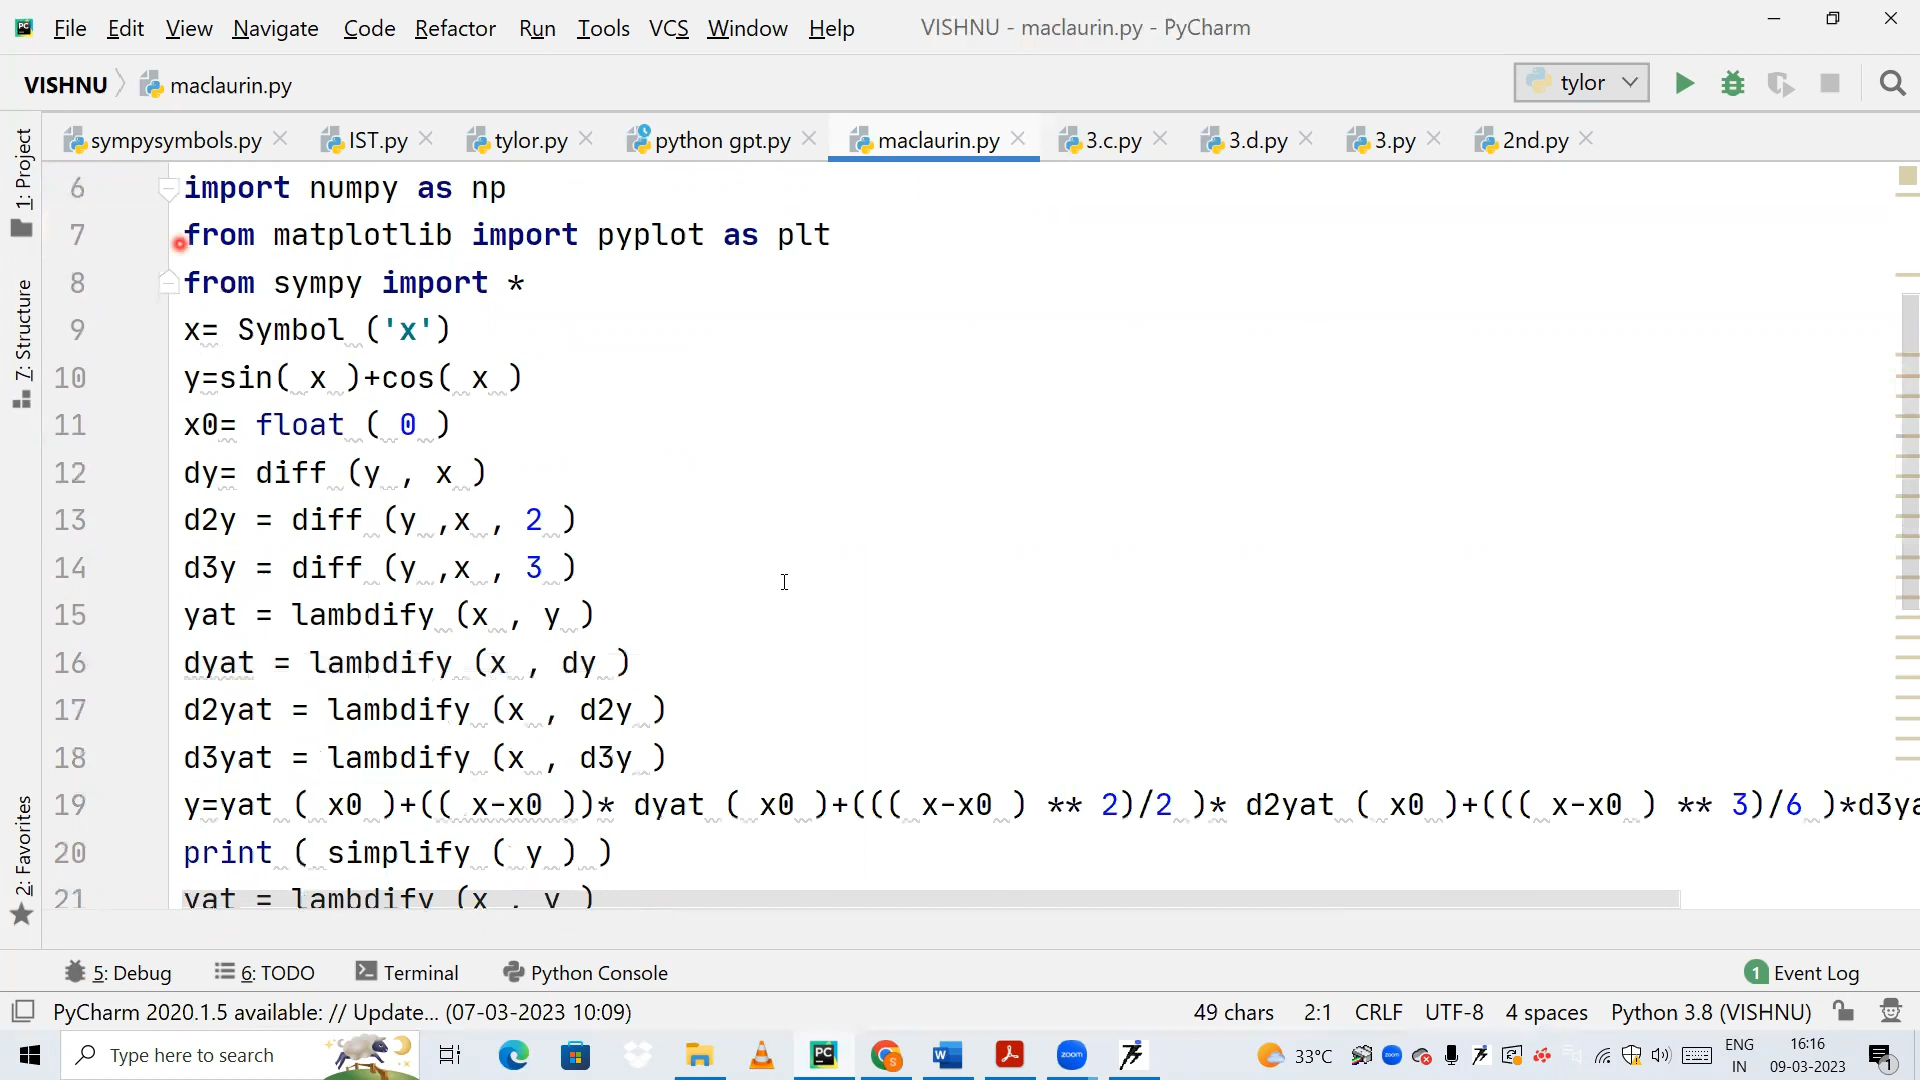 File Edit View Navigate Code Refactor Run Tools VCS Window Help VISHNU - maclaurin.py - PyCharm
VISHNU maclaurin.py tylor
sympysymbols.py IST.py tylor.py python gpt.py maclaurin.py 3.c.py 3.d.py 3.py 2nd.py
1: Project
7: Structure
2: Favorites
6 import numpy as np
7 from matplotlib import pyplot as plt
8 from sympy import *
9 x= Symbol ('x')
10 y=sin( x )+cos( x )
11 x0= float ( 0 )
12 dy= diff (y , x )
13 d2y = diff (y ,x , 2 )
14 d3y = diff (y ,x , 3 )
15 yat = lambdify (x , y )
16 dyat = lambdify (x , dy )
17 d2yat = lambdify (x , d2y )
18 d3yat = lambdify (x , d3y )
19 y=yat ( x0 )+(( x-x0 ))* dyat ( x0 )+((( x-x0 ) ** 2)/2 )* d2yat ( x0 )+((( x-x0 ) ** 3)/6 )*d3ya
20 print ( simplify ( y ) )
21 yat = lambdify (x , y )
5: Debug 6: TODO Terminal Python Console 1 Event Log
PyCharm 2020.1.5 available: // Update... (07-03-2023 10:09) 49 chars 2:1 CRLF UTF-8 4 spaces Python 3.8 (VISHNU)
Type here to search 33°C ENG IN 16:16 09-03-2023 1